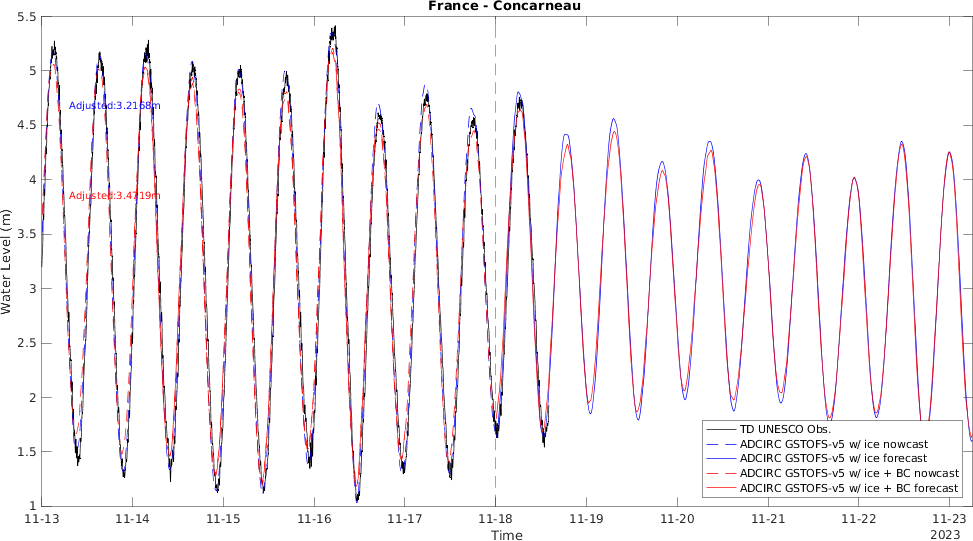 France - Concarneau
5.5
5
4.5
4
3.5
3
2.5
2
1.5
1
Water Level (m)
Adjusted:3.2168m
Adjusted:3.4719m
TD UNESCO Obs.
ADCIRC GSTOFS-v5 w/ ice nowcast
ADCIRC GSTOFS-v5 w/ ice forecast
ADCIRC GSTOFS-v5 w/ ice + BC nowcast
ADCIRC GSTOFS-v5 w/ ice + BC forecast
11-13 11-14 11-15 11-16 11-17 11-18 11-19 11-20 11-21 11-22 11-23
Time
2023